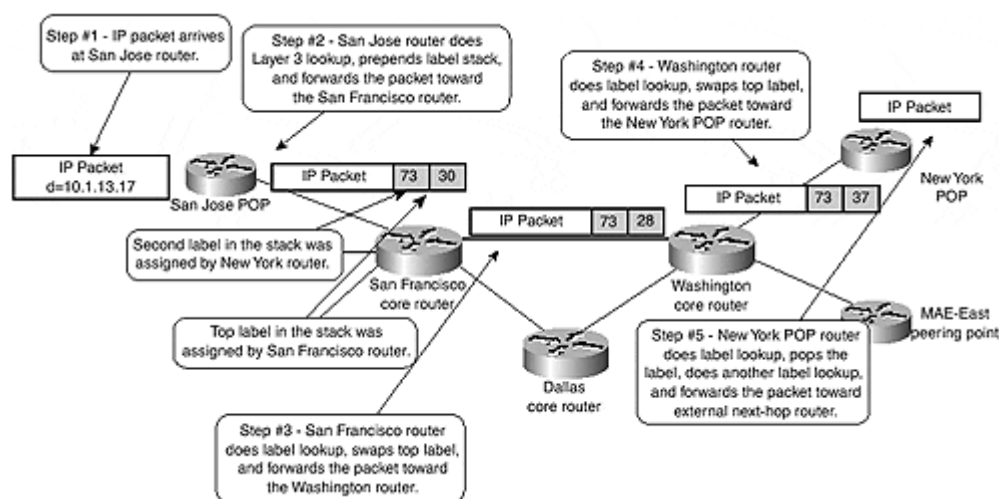 Step #1 - IP packet arrives
at San Jose router.
Step #2 - San Jose router does
Layer 3 lookup, prepends label stack,
and forwards the packet toward
the San Francisco router.
Step #4 - Washington router
does label lookup, swaps top label,
and forwards the packet toward
the New York POP router.
IP Packet
IP Packet
d=10.1.13.17
San Jose POP
IP Packet 73 30
New York
POP
IP Packet 73 37
IP Packet 73 28
Second label in the stack was
assigned by New York router.
San Francisco
core router
Washington
core router
Top label in the stack was
assigned by San Francisco router.
MAE-East
peering point
Dallas
core router
Step #5 - New York POP router
does label lookup, pops the
label, does another label lookup,
and forwards the packet toward
external next-hop router.
Step #3 - San Francisco router
does label lookup, swaps top label,
and forwards the packet toward
the Washington router.